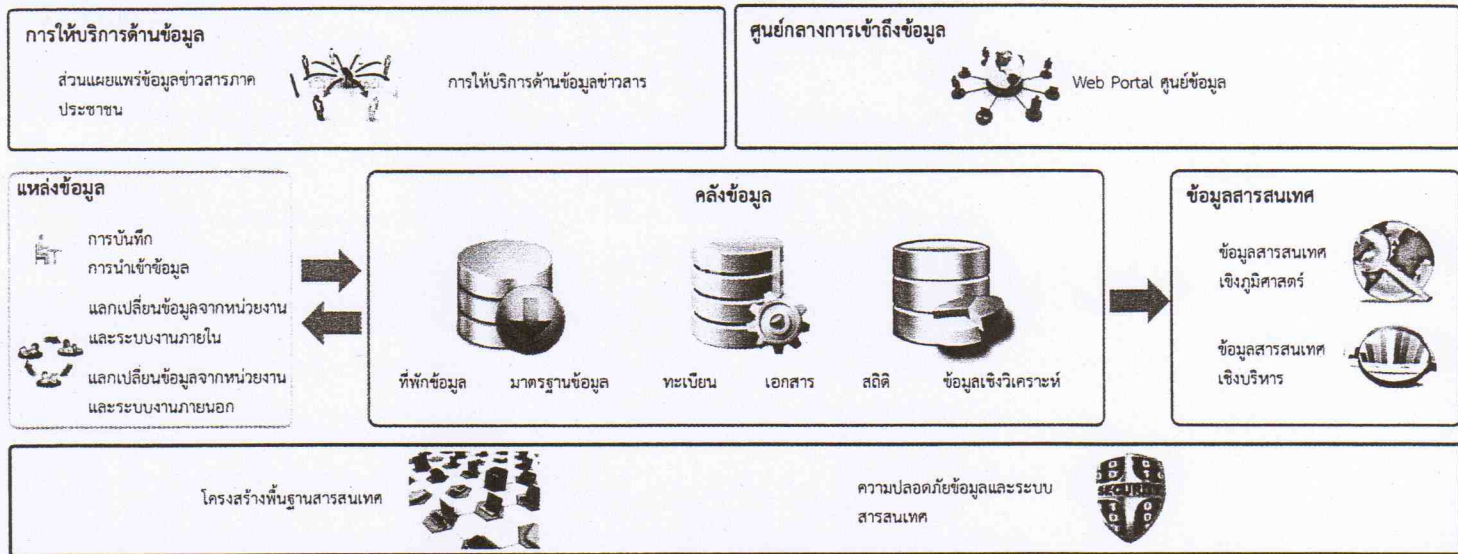 การให้บริการด้านข้อมูล
ส่วนเผยแพร่ข้อมูลข่าวสารภาค
ประชาชน
การให้บริการด้านข้อมูลข่าวสาร
ศูนย์กลางการเข้าถึงข้อมูล
Web Portal ศูนย์ข้อมูล
แหล่งข้อมูล
การบันทึก
การนำเข้าข้อมูล
แลกเปลี่ยนข้อมูลจากหน่วยงาน
และระบบงานภายใน
แลกเปลี่ยนข้อมูลจากหน่วยงาน
และระบบงานภายนอก
คลังข้อมูล
ที่พักข้อมูล มาตรฐานข้อมูล ทะเบียน เอกสาร สถิติ ข้อมูลเชิงวิเคราะห์
ข้อมูลสารสนเทศ
ข้อมูลสารสนเทศ
เชิงภูมิศาสตร์
ข้อมูลสารสนเทศ
เชิงบริหาร
โครงสร้างพื้นฐานสารสนเทศ
ความปลอดภัยข้อมูลและระบบ
สารสนเทศ
SECURITY